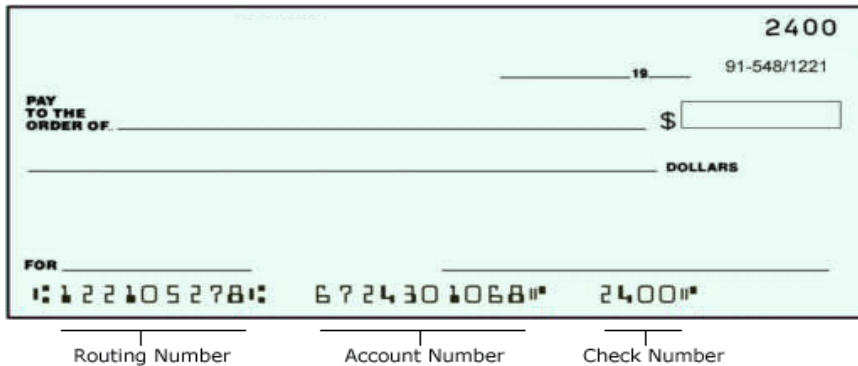 2400
19 91-548/1221
PAY
TO THE
ORDER OF $
DOLLARS
FOR
⑆122105278⑆ 6724301068⑈ 2400⑈
Routing Number Account Number Check Number